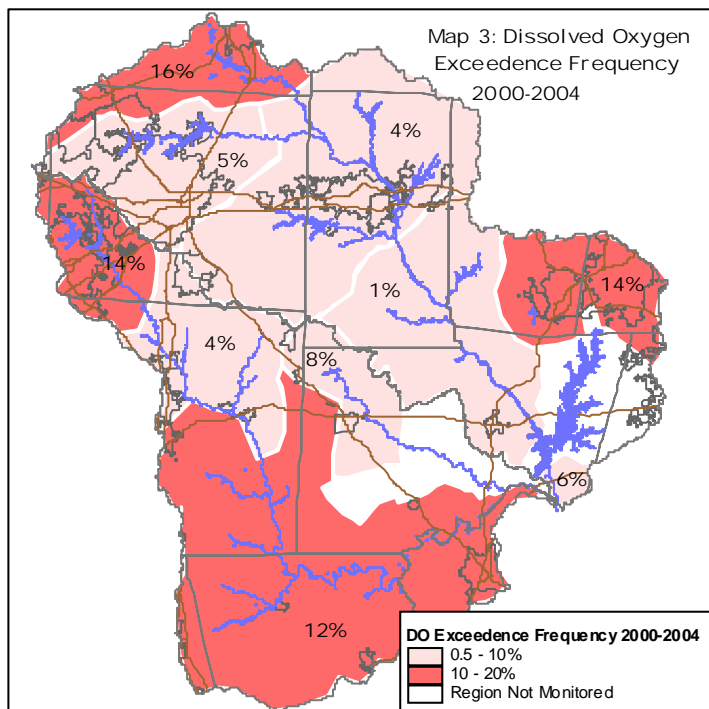 Map 3: Dissolved Oxygen
Exceedence Frequency
2000-2004
16%
4%
5%
14%
1%
14%
4%
8%
6%
12%
DO Exceedence Frequency 2000-2004
0.5 - 10%
10 - 20%
Region Not Monitored